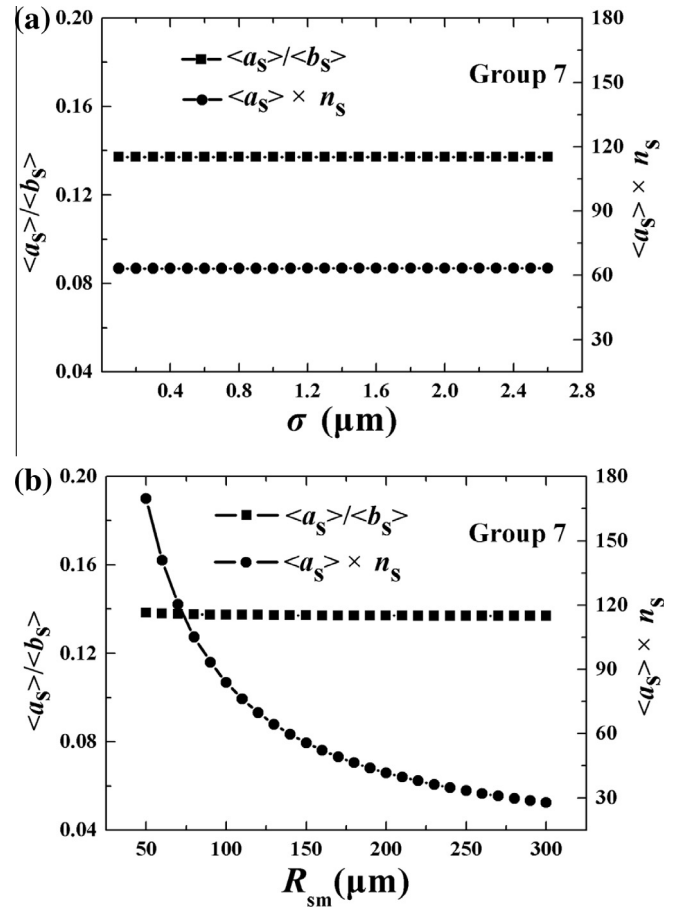 (a)
0.20
0.16
0.12
0.08
0.04
<as>/<bs>
<as>/<bs>
<as> × ns
Group 7
180
150
120
90
60
30
<as> × ns
0.4 0.8 1.2 1.6 2.0 2.4 2.8
σ (μm)
(b)
0.20
0.16
0.12
0.08
0.04
<as>/<bs>
<as>/<bs>
<as> × ns
Group 7
180
150
120
90
60
30
<as> × ns
50 100 150 200 250 300
Rsm(μm)